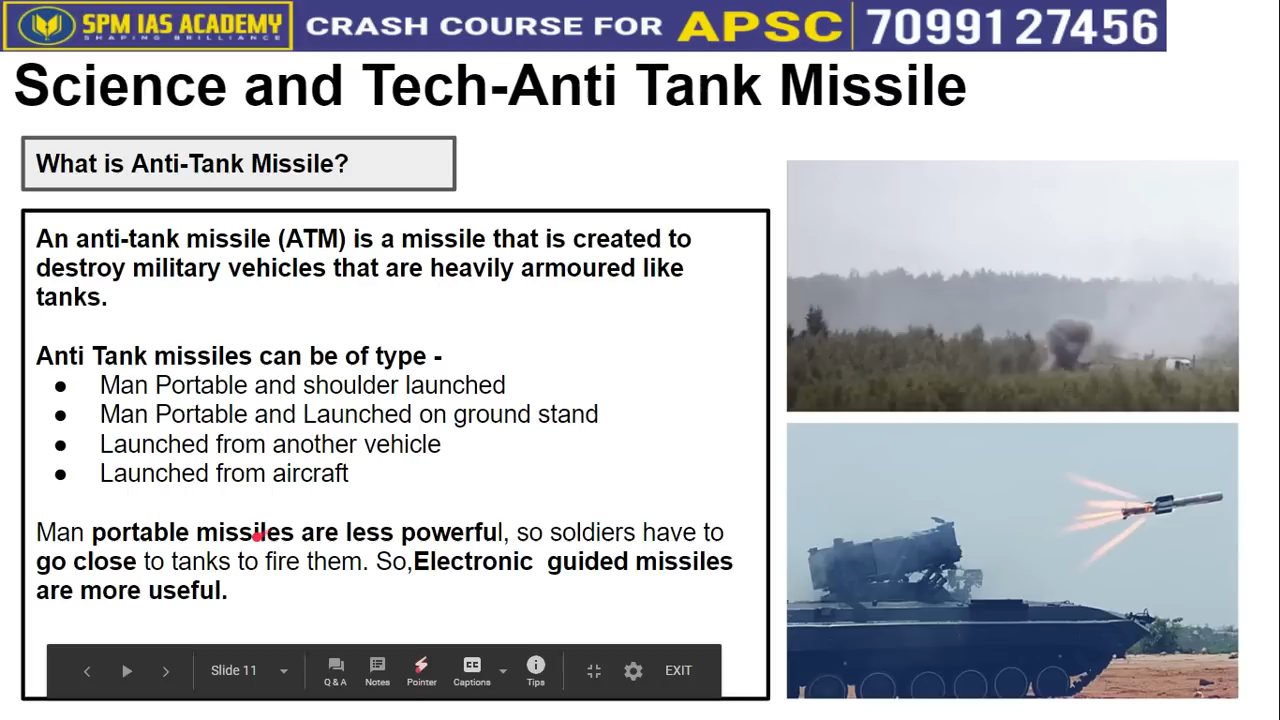 SPM IAS ACADEMY
SHAPING BRILLIANCE
CRASH COURSE FOR APSC 70991 27456
Science and Tech-Anti Tank Missile
What is Anti-Tank Missile?
An anti-tank missile (ATM) is a missile that is created to
destroy military vehicles that are heavily armoured like
tanks.
Anti Tank missiles can be of type -
● Man Portable and shoulder launched
● Man Portable and Launched on ground stand
● Launched from another vehicle
● Launched from aircraft
Man portable missiles are less powerful, so soldiers have to
go close to tanks to fire them. So,Electronic guided missiles
are more useful.
Slide 11
Q & A Notes Pointer CC Captions Tips EXIT